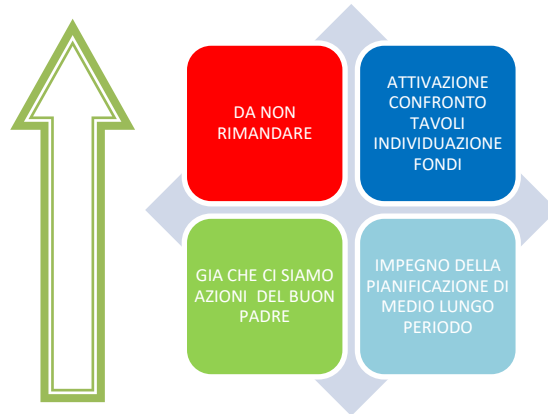 DA NON
RIMANDARE
ATTIVAZIONE
CONFRONTO
TAVOLI
INDIVIDUAZIONE
FONDI
GIA CHE CI SIAMO
AZIONI  DEL BUON
PADRE
IMPEGNO DELLA
PIANIFICAZIONE DI
MEDIO LUNGO
PERIODO